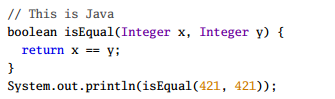 // This is Java
boolean isEqual(Integer x, Integer y) {
  return x == y;
}
System.out.println(isEqual(421, 421));